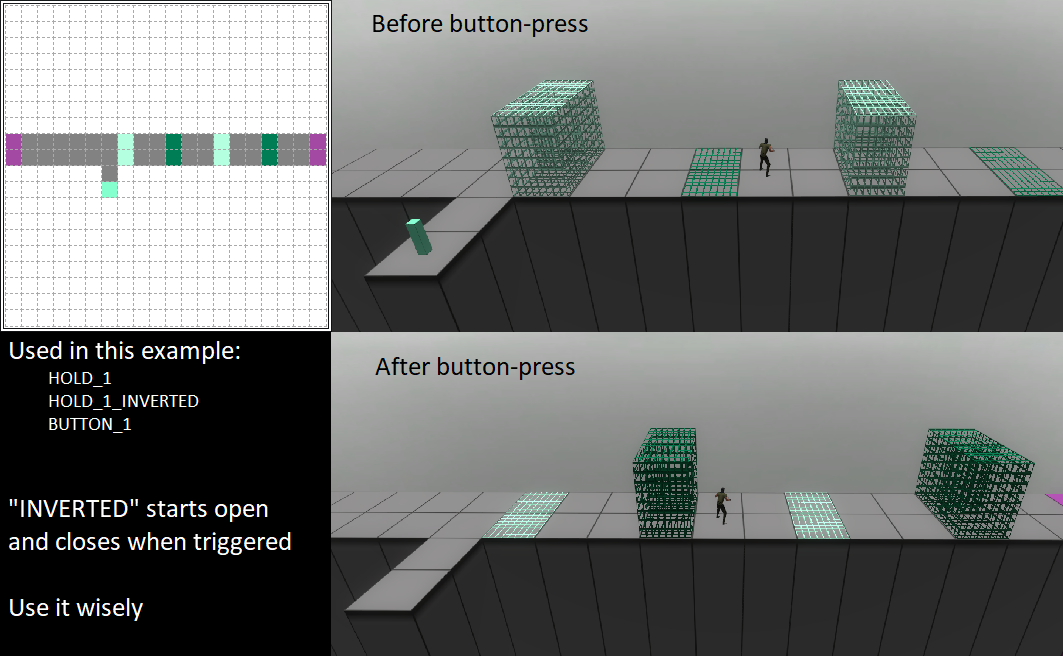 Before button-press
Used in this example:
HOLD_1
HOLD_1_INVERTED
BUTTON_1
"INVERTED" starts open
and closes when triggered
Use it wisely
After button-press